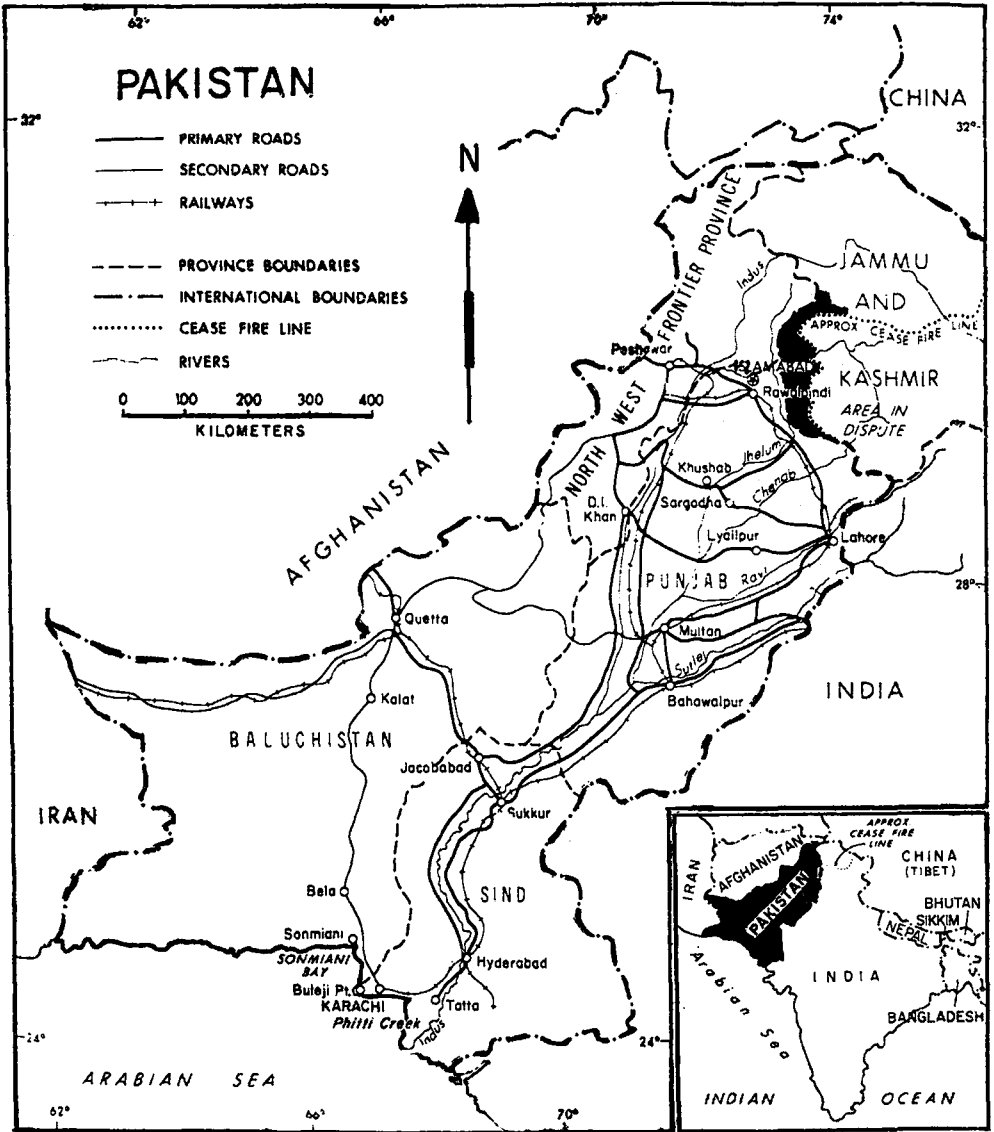 62°
66°
70°
74°
PAKISTAN
CHINA
32°
32°
PRIMARY ROADS
SECONDARY ROADS
RAILWAYS
N
PROVINCE BOUNDARIES
INTERNATIONAL BOUNDARIES
CEASE FIRE LINE
RIVERS
0 100 200 300 400
KILOMETERS
NORTH WEST FRONTIER PROVINCE
Indus
JAMMU
AND
APPROX CEASE FIRE LINE
KASHMIR
AREA IN
DISPUTE
Peshawar
ISLAMABAD
Rawalpindi
AFGHANISTAN
Khushab
Jhelum
Sargodha
Chenab
D.I.
Khan
Lyallpur
Lahore
PUNJAB
Ravi
28°
Quetta
Multan
Sutlej
Kalat
Bahawalpur
INDIA
BALUCHISTAN
Jacobabad
IRAN
Sukkur
Bela
SIND
Sonmiani
SONMIANI
BAY
Hyderabad
Buleji Pt.
KARACHI
Tatta
Phitti Creek
Indus
24°
24°
ARABIAN SEA
62°
66°
70°
APPROX
CEASE FIRE
LINE
IRAN
AFGHANISTAN
CHINA
(TIBET)
PAKISTAN
BHUTAN
SIKKIM
NEPAL
Arabian Sea
INDIA
BANGLADESH
INDIAN OCEAN